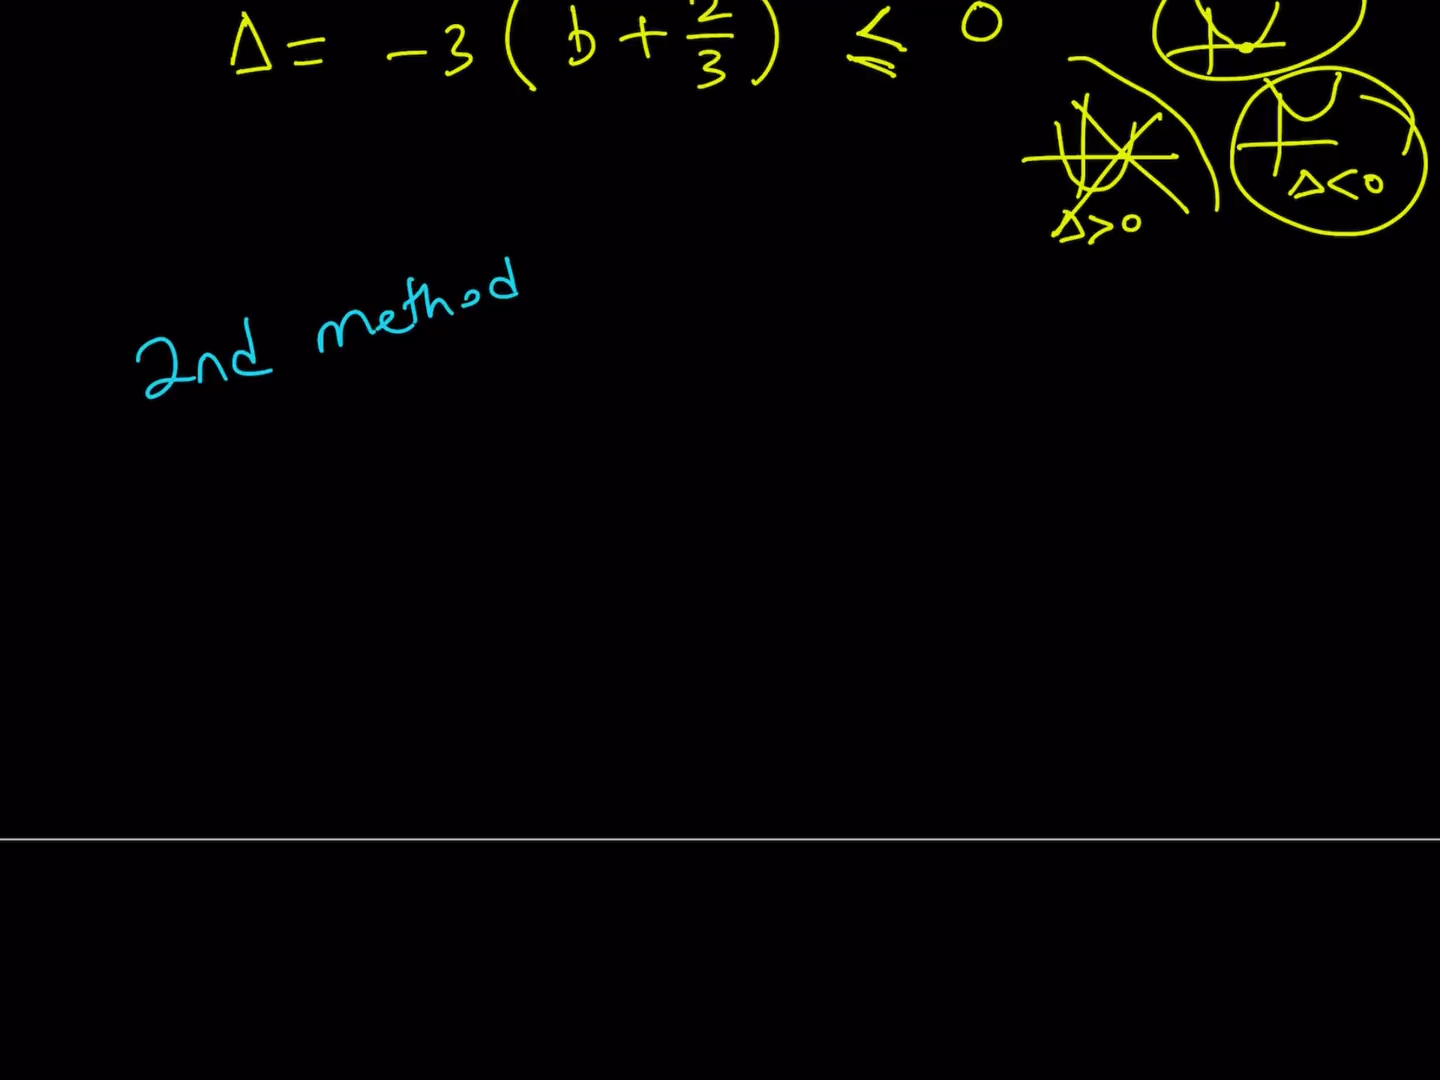 Δ = -3 ( b + 2/3 ) ≤ 0
Δ<0
Δ>0
2nd method